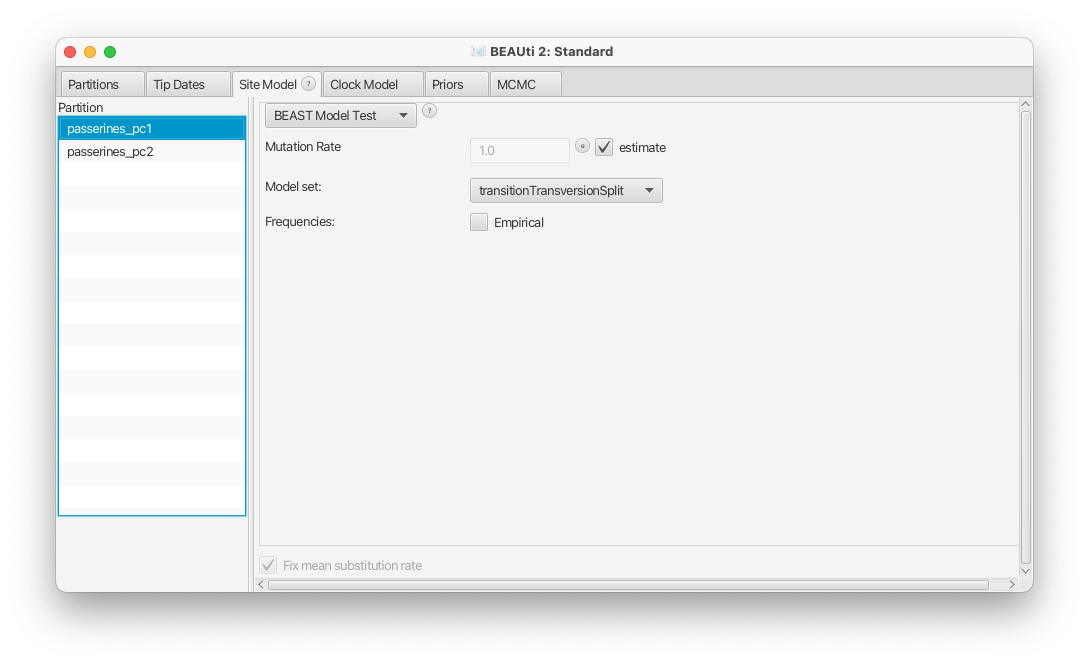 BEAUti 2: Standard
Partitions Tip Dates Site Model ? Clock Model Priors MCMC
Partition
passerines_pc1
passerines_pc2
BEAST Model Test ?
Mutation Rate 1.0 estimate
Model set: transitionTransversionSplit
Frequencies: Empirical
Fix mean substitution rate